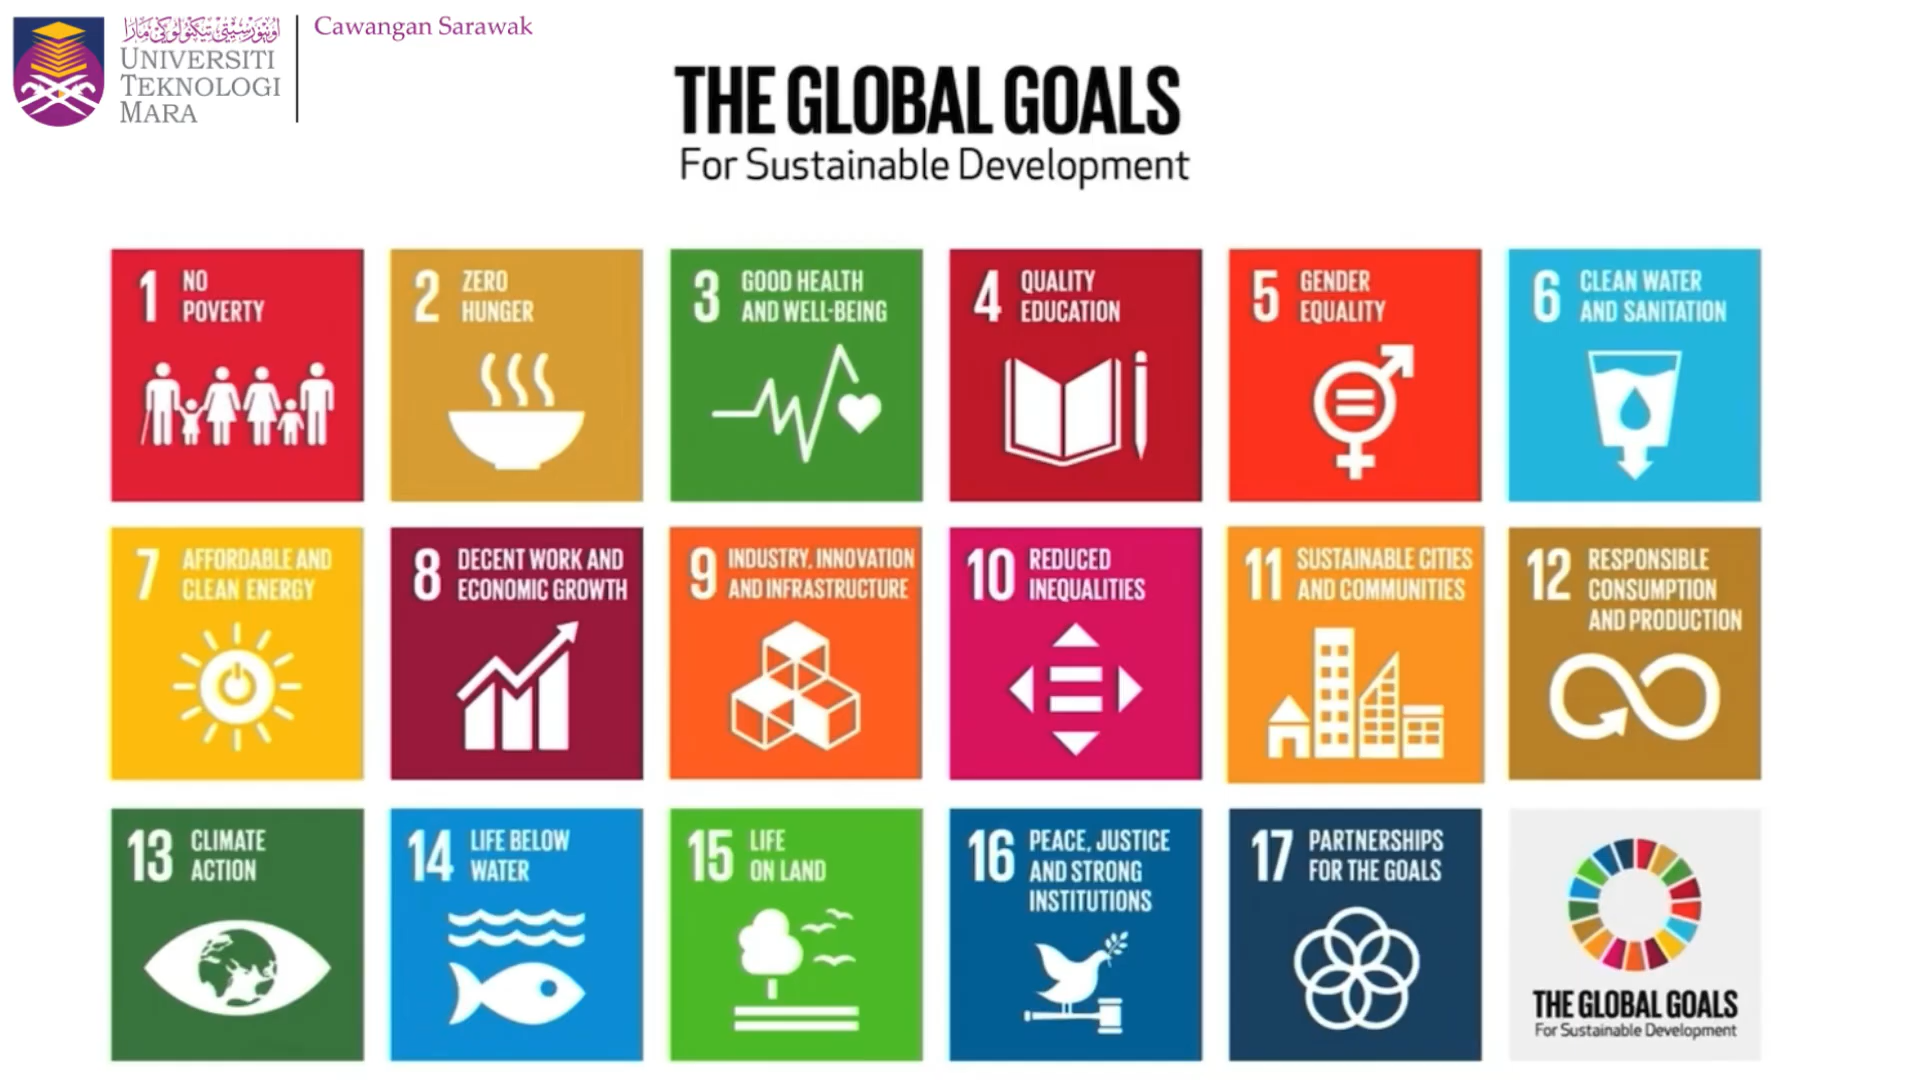 اونيۏرسيتي تيكنولوڬي مارا
UNIVERSITI
TEKNOLOGI
MARA
Cawangan Sarawak
THE GLOBAL GOALS
For Sustainable Development
1 NO
POVERTY
2 ZERO
HUNGER
3 GOOD HEALTH
AND WELL-BEING
4 QUALITY
EDUCATION
5 GENDER
EQUALITY
6 CLEAN WATER
AND SANITATION
7 AFFORDABLE AND
CLEAN ENERGY
8 DECENT WORK AND
ECONOMIC GROWTH
9 INDUSTRY, INNOVATION
AND INFRASTRUCTURE
10 REDUCED
INEQUALITIES
11 SUSTAINABLE CITIES
AND COMMUNITIES
12 RESPONSIBLE
CONSUMPTION
AND PRODUCTION
13 CLIMATE
ACTION
14 LIFE BELOW
WATER
15 LIFE
ON LAND
16 PEACE, JUSTICE
AND STRONG
INSTITUTIONS
17 PARTNERSHIPS
FOR THE GOALS
THE GLOBAL GOALS
For Sustainable Development